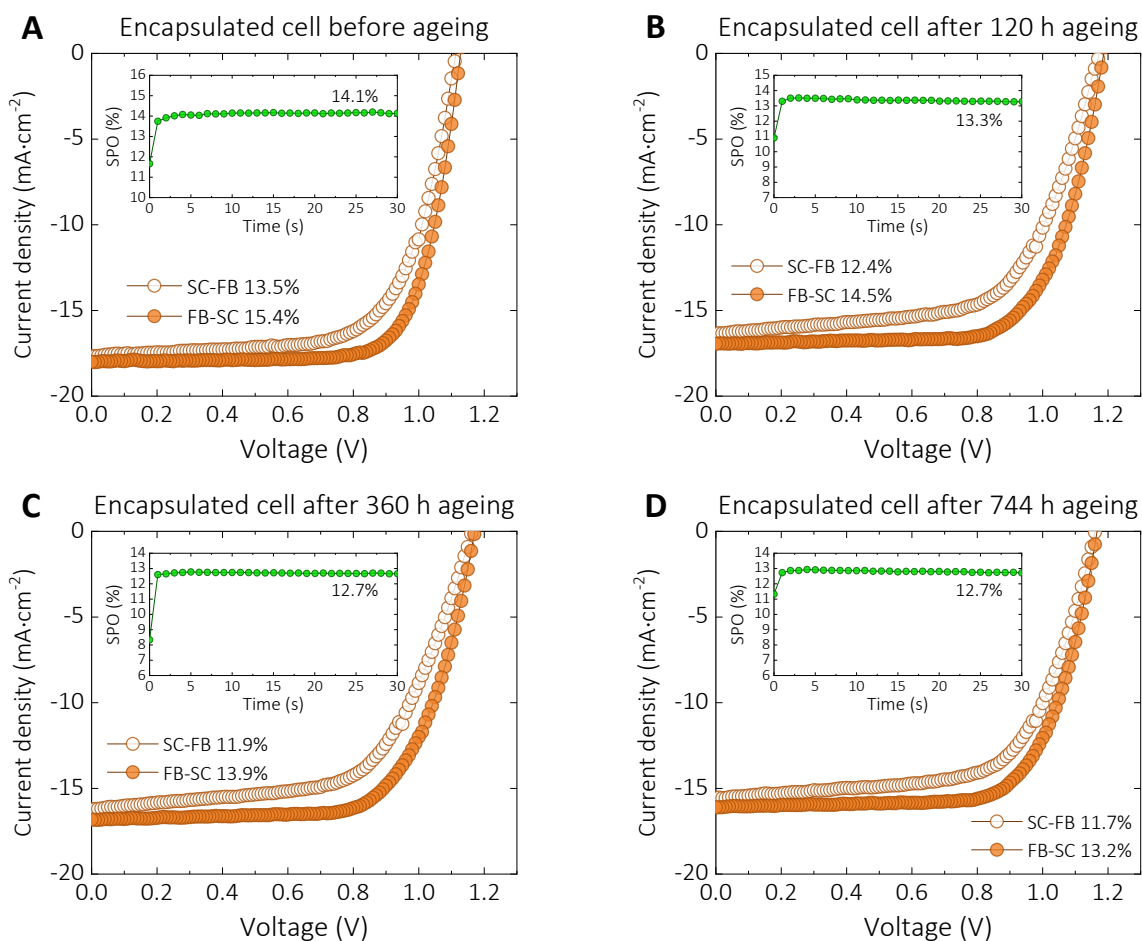 A Encapsulated cell before ageing
0
-5
-10
-15
-20
Current density (mA·cm⁻²)
0.0 0.2 0.4 0.6 0.8 1.0 1.2
Voltage (V)
16
15
14
13
12
11
10
SPO (%)
0 5 10 15 20 25 30
Time (s)
14.1%
SC-FB 13.5%
FB-SC 15.4%
B Encapsulated cell after 120 h ageing
0
-5
-10
-15
-20
Current density (mA·cm⁻²)
0.0 0.2 0.4 0.6 0.8 1.0 1.2
Voltage (V)
15
14
13
12
11
10
9
8
7
SPO (%)
0 5 10 15 20 25 30
Time (s)
13.3%
SC-FB 12.4%
FB-SC 14.5%
C Encapsulated cell after 360 h ageing
0
-5
-10
-15
-20
Current density (mA·cm⁻²)
0.0 0.2 0.4 0.6 0.8 1.0 1.2
Voltage (V)
14
13
12
11
10
9
8
7
6
SPO (%)
0 5 10 15 20 25 30
Time (s)
12.7%
SC-FB 11.9%
FB-SC 13.9%
D Encapsulated cell after 744 h ageing
0
-5
-10
-15
-20
Current density (mA·cm⁻²)
0.0 0.2 0.4 0.6 0.8 1.0 1.2
Voltage (V)
14
13
12
11
10
9
8
7
6
SPO (%)
0 5 10 15 20 25 30
Time (s)
12.7%
SC-FB 11.7%
FB-SC 13.2%